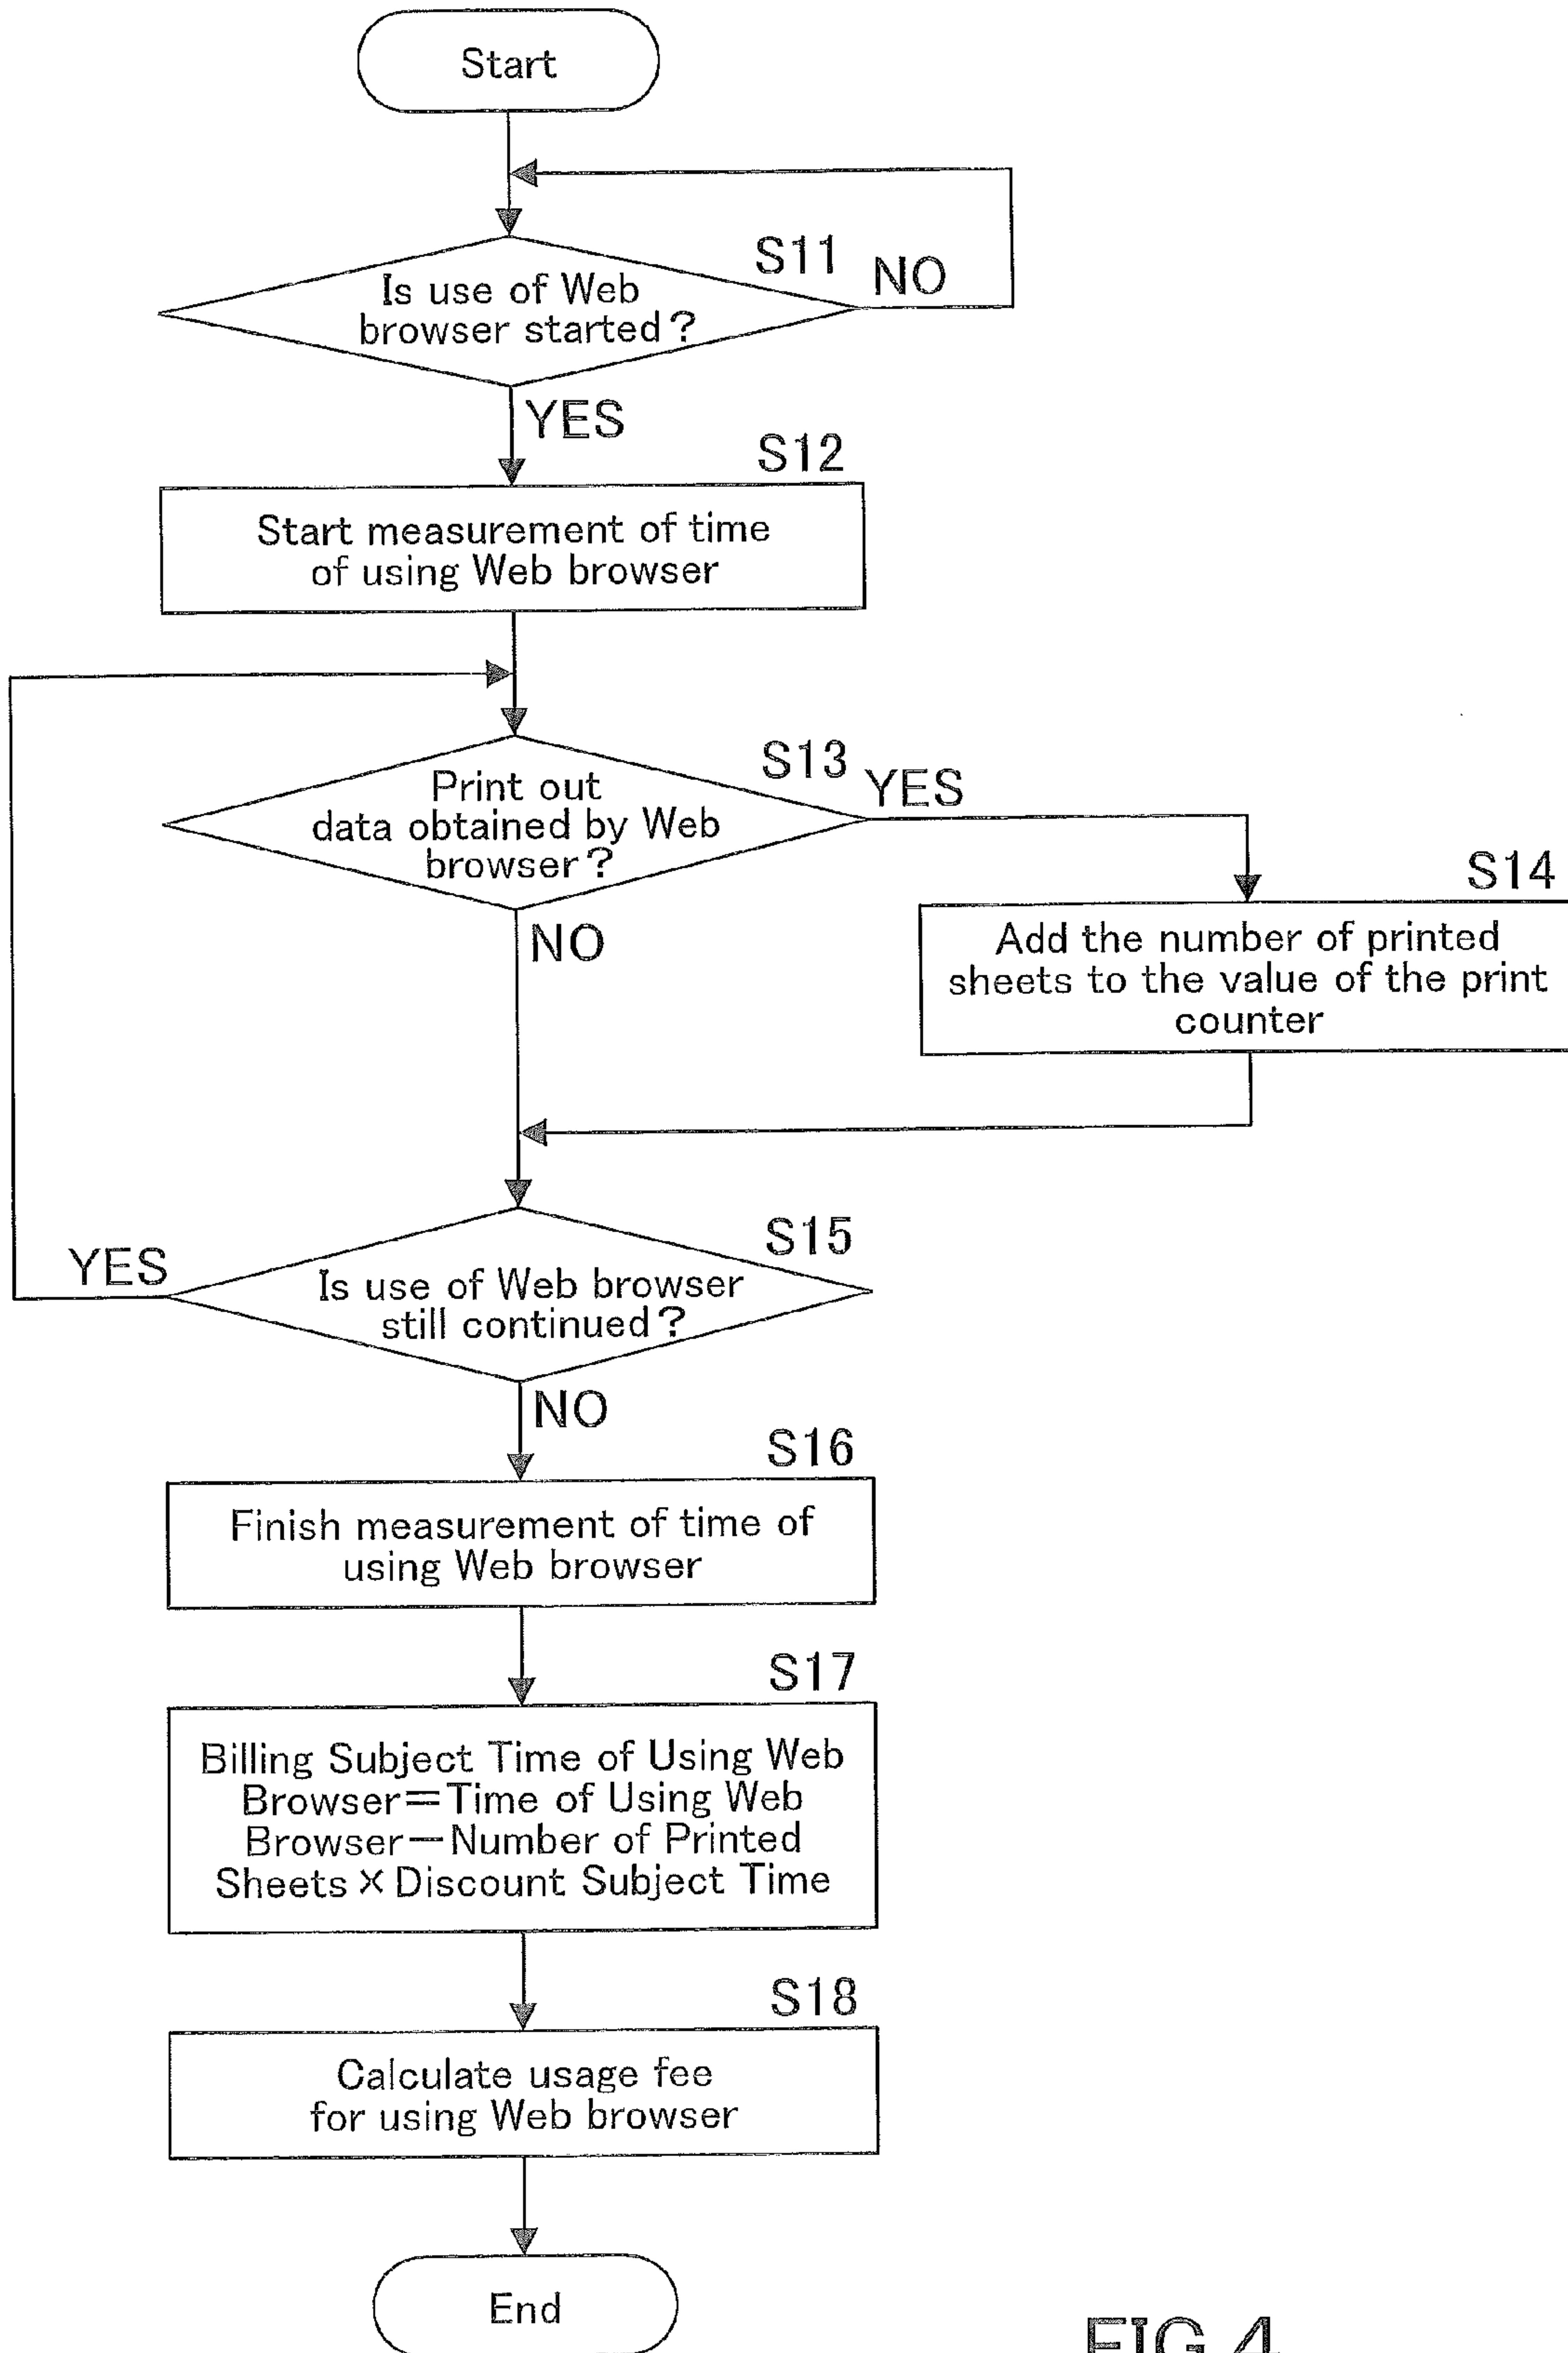 Start
S11
NO
Is use of Web
browser started?
YES
S12
Start measurement of time
of using Web browser
S13
YES
Print out
data obtained by Web
browser?
NO
S14
Add the number of printed
sheets to the value of the print
counter
S15
YES
Is use of Web browser
still continued?
NO
S16
Finish measurement of time of
using Web browser
S17
Billing Subject Time of Using Web
Browser=Time of Using Web
Browser−Number of Printed
Sheets×Discount Subject Time
S18
Calculate usage fee
for using Web browser
End
FIG.4